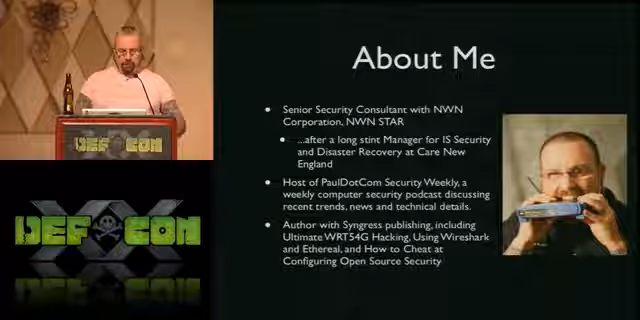 About Me
Senior Security Consultant with NWN
Corporation, NWN STAR
...after a long stint Manager for IS Security
and Disaster Recovery at Care New
England
Host of PaulDotCom Security Weekly, a
weekly computer security podcast discussing
recent trends, news and technical details.
Author with Syngress publishing, including
Ultimate WRT54G Hacking, Using Wireshark
and Ethereal, and How to Cheat at
Configuring Open Source Security
DEF CON
DEF CON
XX